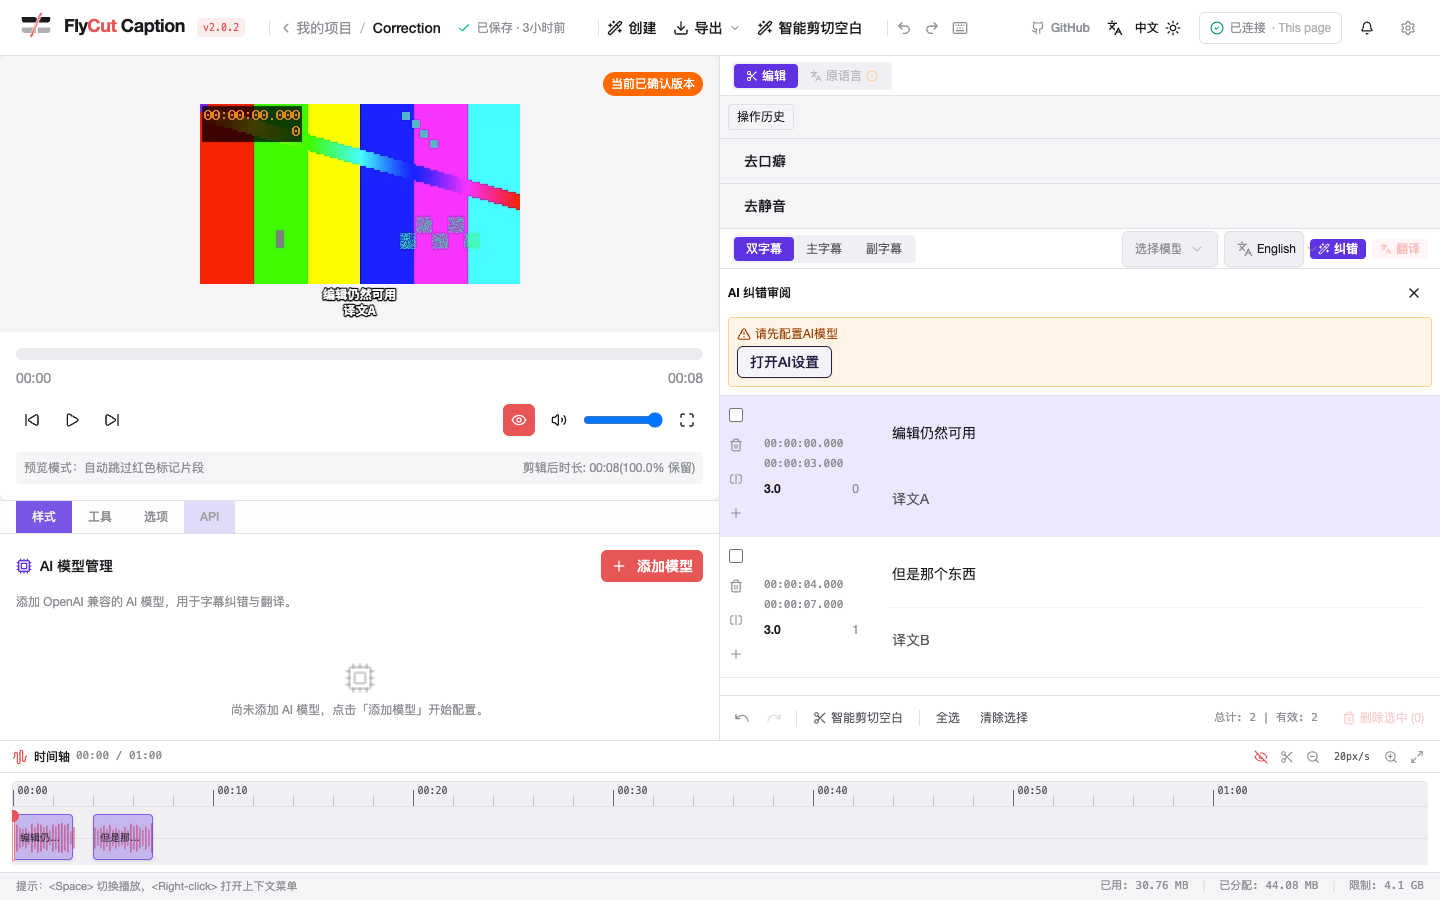 FlyCut Caption v2.0.2 我的项目 / Correction 已保存 · 3小时前 创建 导出 智能剪切空白 GitHub 中文 已连接 · This page
当前已确认版本
00:00:00.000
0
编辑仍然可用
译文A
00:00 00:08
预览模式：自动跳过红色标记片段 剪辑后时长: 00:08(100.0% 保留)
样式 工具 选项 API
AI 模型管理 添加模型
添加 OpenAI 兼容的 AI 模型，用于字幕纠错与翻译。
尚未添加 AI 模型，点击「添加模型」开始配置。
编辑 原语言
操作历史
去口癖
去静音
双字幕 主字幕 副字幕 选择模型 English 纠错 翻译
AI 纠错审阅
请先配置AI模型
打开AI设置
编辑仍然可用
00:00:00.000
00:00:03.000
3.0 0
译文A
但是那个东西
00:00:04.000
00:00:07.000
3.0 1
译文B
智能剪切空白 全选 清除选择 总计: 2 | 有效: 2 删除选中 (0)
时间轴 00:00 / 01:00 20px/s
00:00 00:10 00:20 00:30 00:40 00:50 01:00
编辑仍... 但是那...
提示：<Space> 切换播放，<Right-click> 打开上下文菜单 已用: 30.76 MB 已分配: 44.08 MB 限制: 4.1 GB